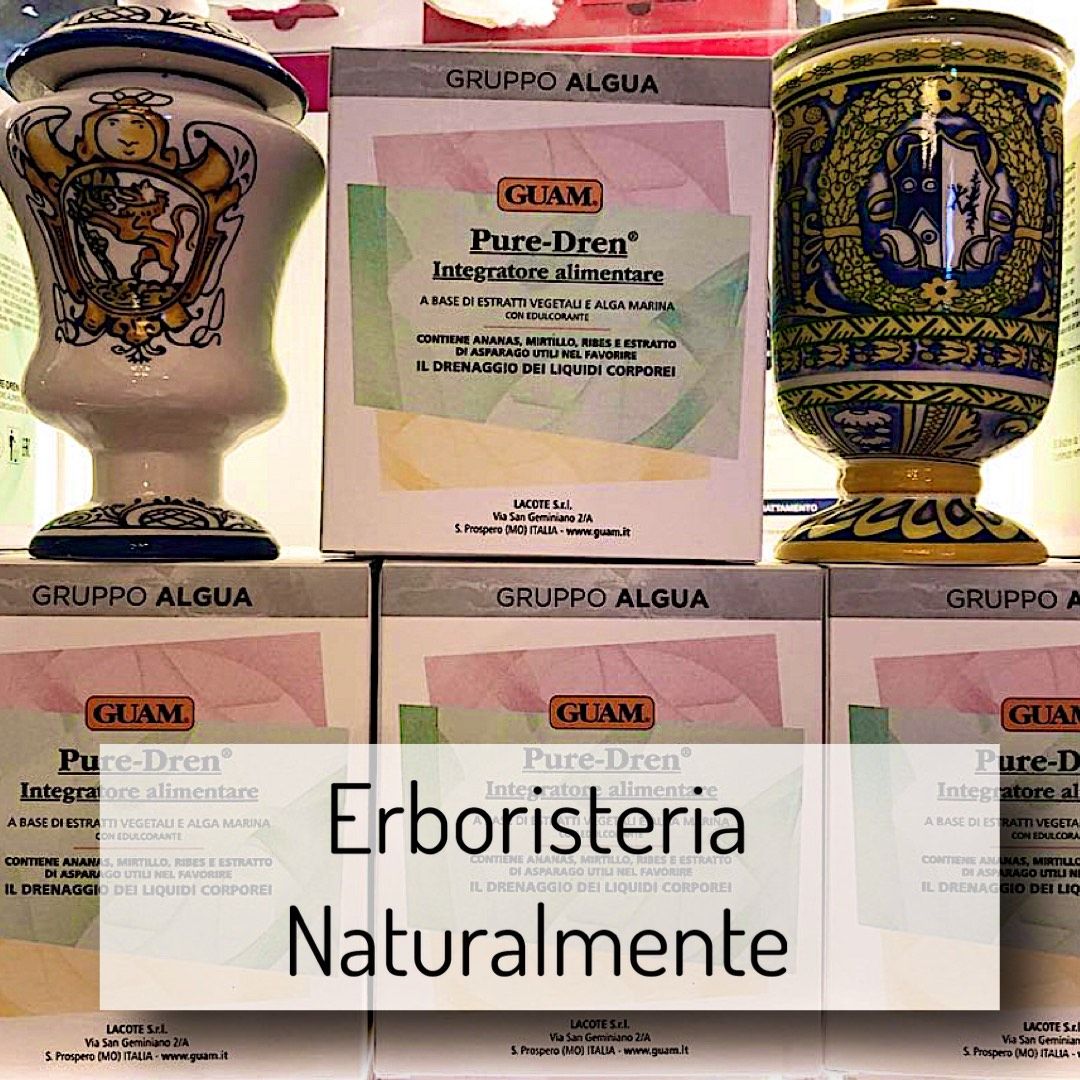 GRUPPO ALGUA
GUAM®
Pure-Dren®
Integratore alimentare
A BASE DI ESTRATTI VEGETALI E ALGA MARINA
CON EDULCORANTE
CONTIENE ANANAS, MIRTILLO, RIBES E ESTRATTO
DI ASPARAGO UTILI NEL FAVORIRE
IL DRENAGGIO DEI LIQUIDI CORPOREI
LACOTE S.r.l.
Via San Geminiano 2/A
S. Prospero (MO) ITALIA - www.guam.it
GRUPPO ALGUA
GUAM®
Pure-Dren®
Integratore alimentare
A BASE DI ESTRATTI VEGETALI E ALGA MARINA
CON EDULCORANTE
CONTIENE ANANAS, MIRTILLO, RIBES E ESTRATTO
DI ASPARAGO UTILI NEL FAVORIRE
IL DRENAGGIO DEI LIQUIDI CORPOREI
LACOTE S.r.l.
Via San Geminiano 2/A
S. Prospero (MO) ITALIA - www.guam.it
GRUPPO ALGUA
GUAM®
Pure-Dren®
Integratore alimentare
A BASE DI ESTRATTI VEGETALI E ALGA MARINA
CON EDULCORANTE
CONTIENE ANANAS, MIRTILLO, RIBES E ESTRATTO
DI ASPARAGO UTILI NEL FAVORIRE
IL DRENAGGIO DEI LIQUIDI CORPOREI
LACOTE S.r.l.
Via San Geminiano 2/A
S. Prospero (MO) ITALIA - www.guam.it
GRUPPO A
GUAM
Pure-D
Integratore al
A BASE DI ESTRATTI VEGET
CON EDULCORA
CONTIENE ANANAS, MIRTILLO
DI ASPARAGO UTILI NE
IL DRENAGGIO DEI LIQU
LACOTE S.r.l
Via San Geminian
S. Prospero (MO) ITALIA
Erboristeria
Naturalmente